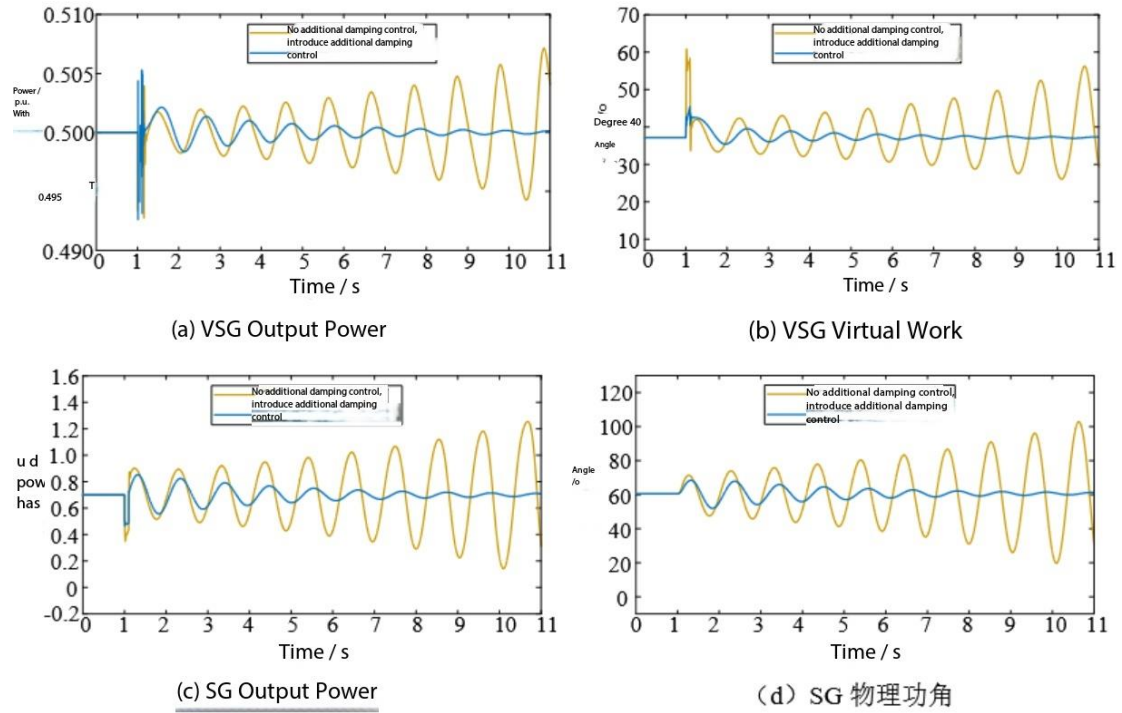 0.510
0.505
0.500
0.495
0.490
Power /
p.u.
With
T
No additional damping control,
introduce additional damping
control
0 1 2 3 4 5 6 7 8 9 10 11
Time / s
(a) VSG Output Power
70
60
50
40
30
20
10
/O
Degree
Angle
No additional damping control,
introduce additional damping
control
0 1 2 3 4 5 6 7 8 9 10 11
Time / s
(b) VSG Virtual Work
1.6
1.4
1.2
1.0
0.8
0.6
0.4
0.2
0
-0.2
u d
pow
has
No additional damping control,
introduce additional damping
control
0 1 2 3 4 5 6 7 8 9 10 11
Time / s
(c) SG Output Power
120
100
80
60
40
20
0
Angle
/o
No additional damping control,
introduce additional damping
control
0 1 2 3 4 5 6 7 8 9 10 11
Time / s
（d）SG 物理功角